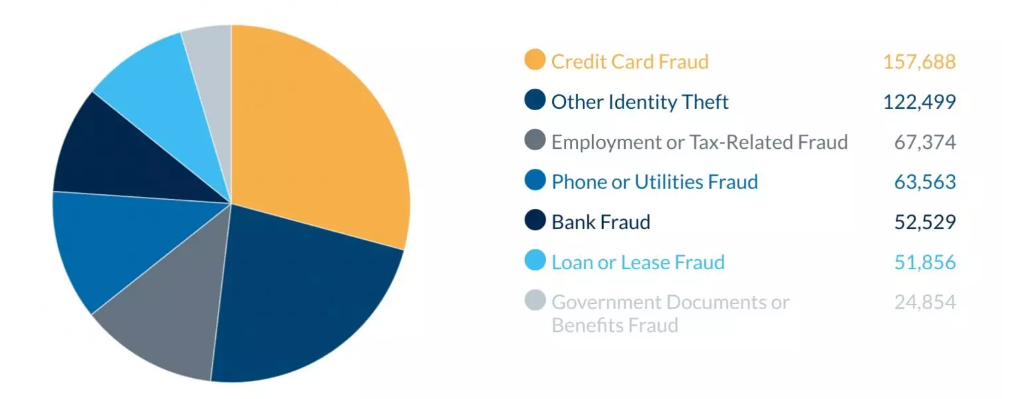 Credit Card Fraud 157,688
Other Identity Theft 122,499
Employment or Tax-Related Fraud 67,374
Phone or Utilities Fraud 63,563
Bank Fraud 52,529
Loan or Lease Fraud 51,856
Government Documents or 24,854
Benefits Fraud